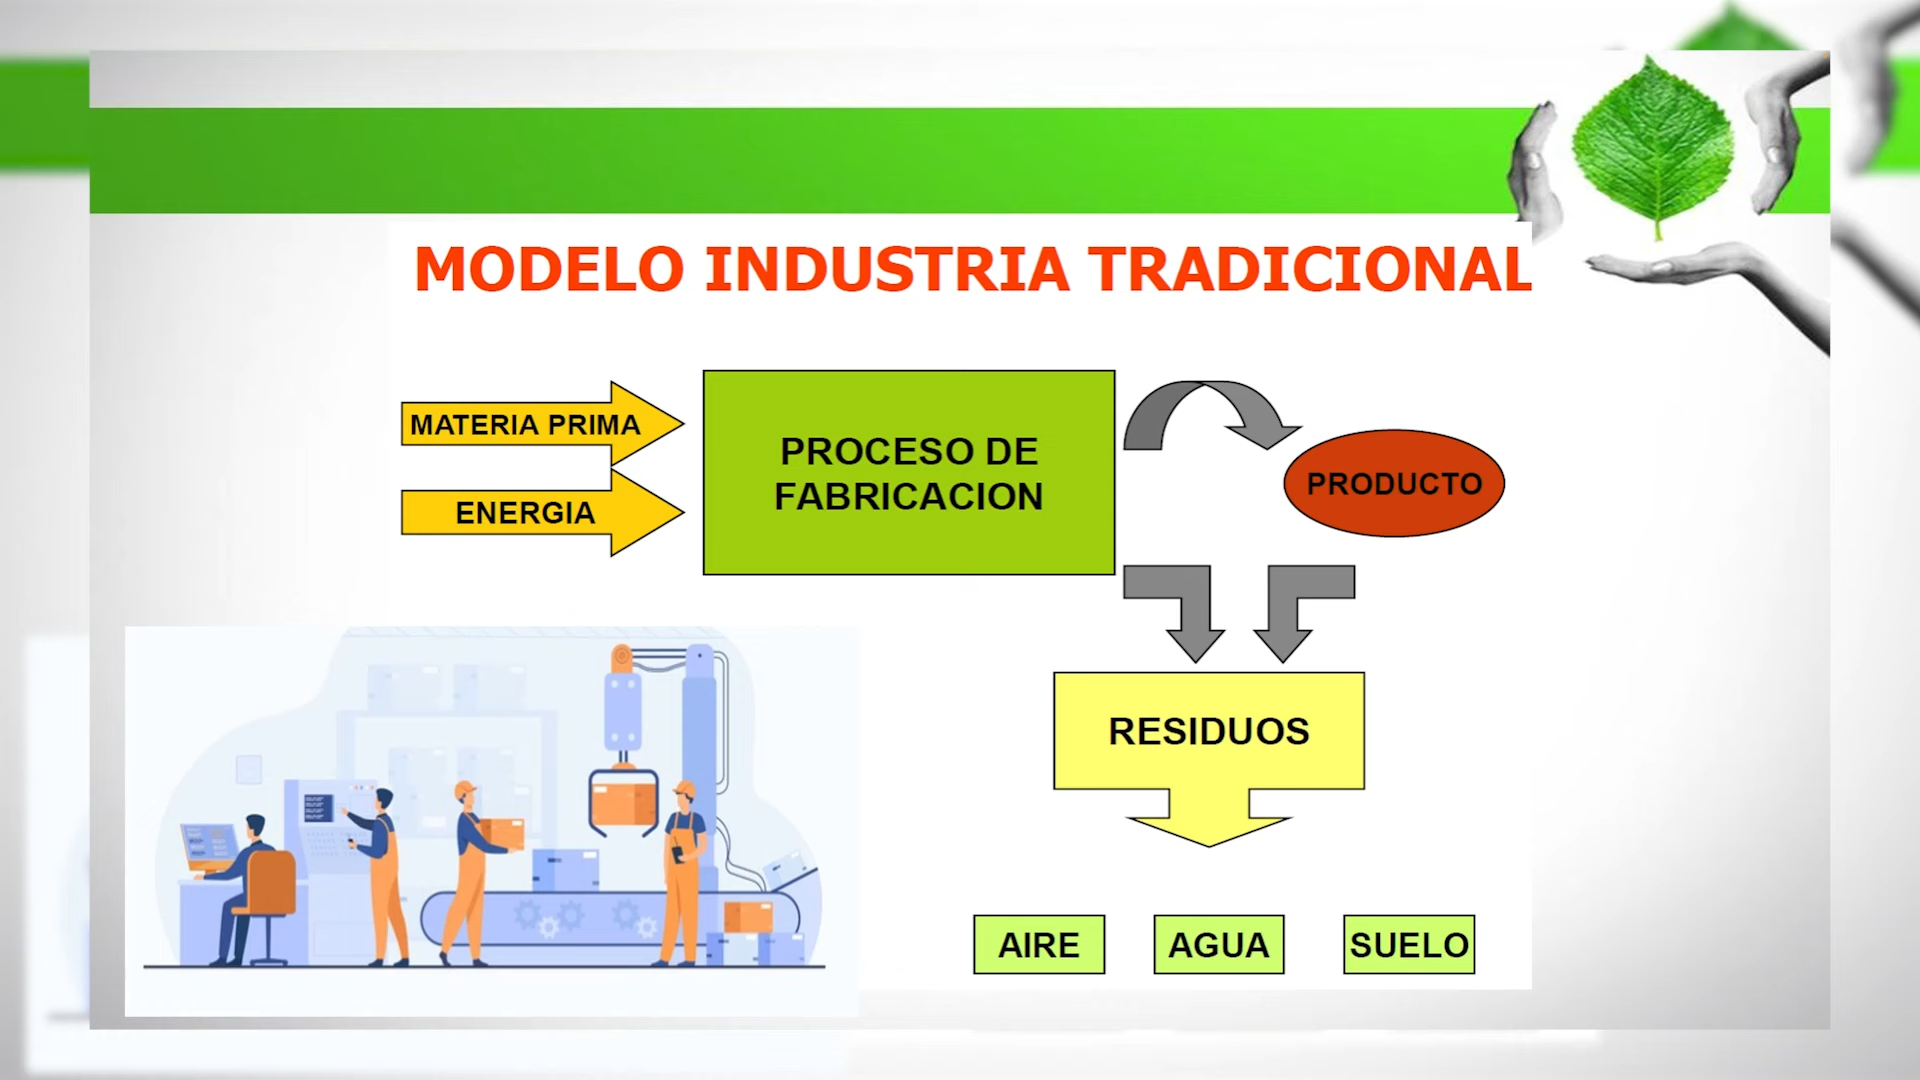 MODELO INDUSTRIA TRADICIONAL
MATERIA PRIMA
ENERGIA
PROCESO DE
FABRICACION
PRODUCTO
RESIDUOS
AIRE
AGUA
SUELO